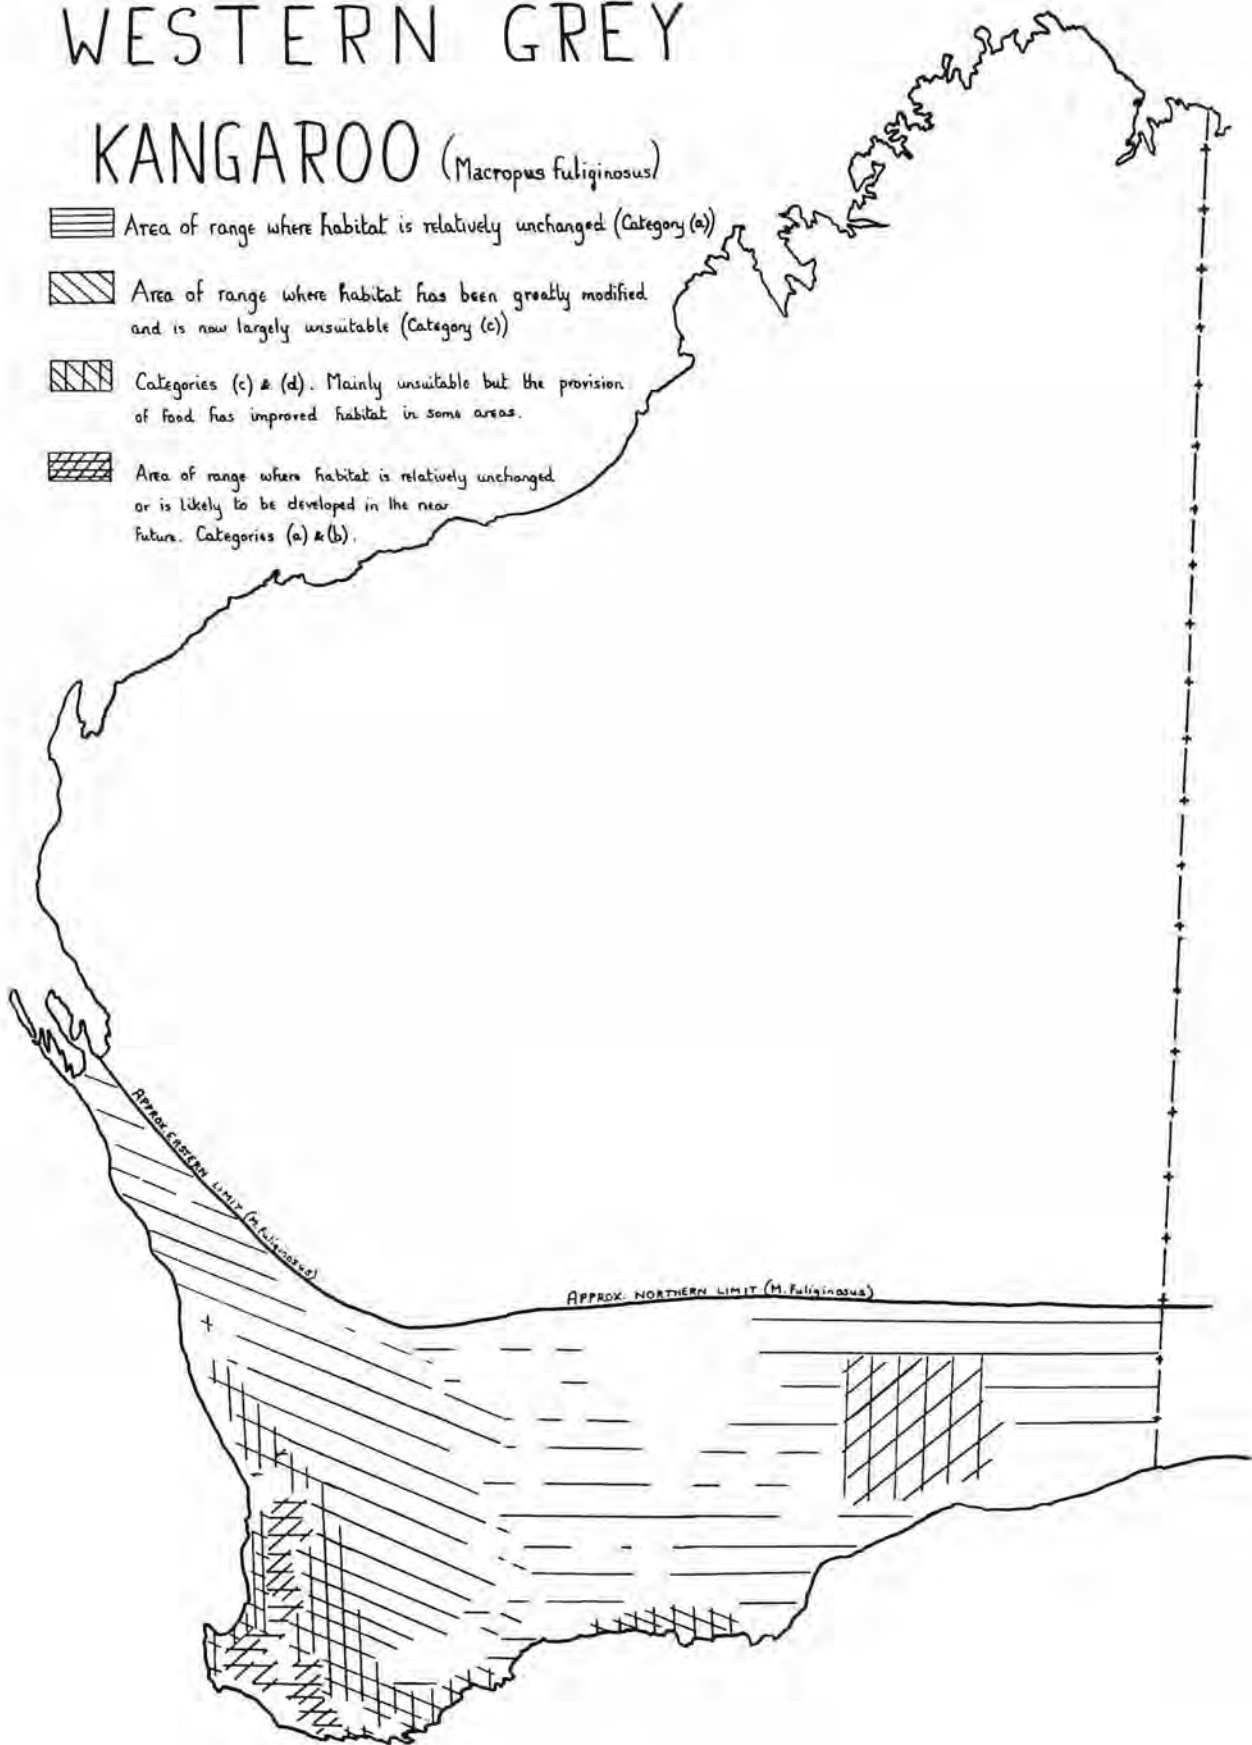 WESTERN GREY
KANGAROO (Macropus fuliginosus)
Area of range where habitat is relatively unchanged (Category (a))
Area of range where habitat has been greatly modified
and is now largely unsuitable (Category (c))
Categories (c) & (d). Mainly unsuitable but the provision
of food has improved habitat in some areas.
Area of range where habitat is relatively unchanged
or is likely to be developed in the near
future. Categories (a) & (b).
APPROX. EASTERN LIMIT (M. fuliginosus)
APPROX. NORTHERN LIMIT (M. Fuliginosus)